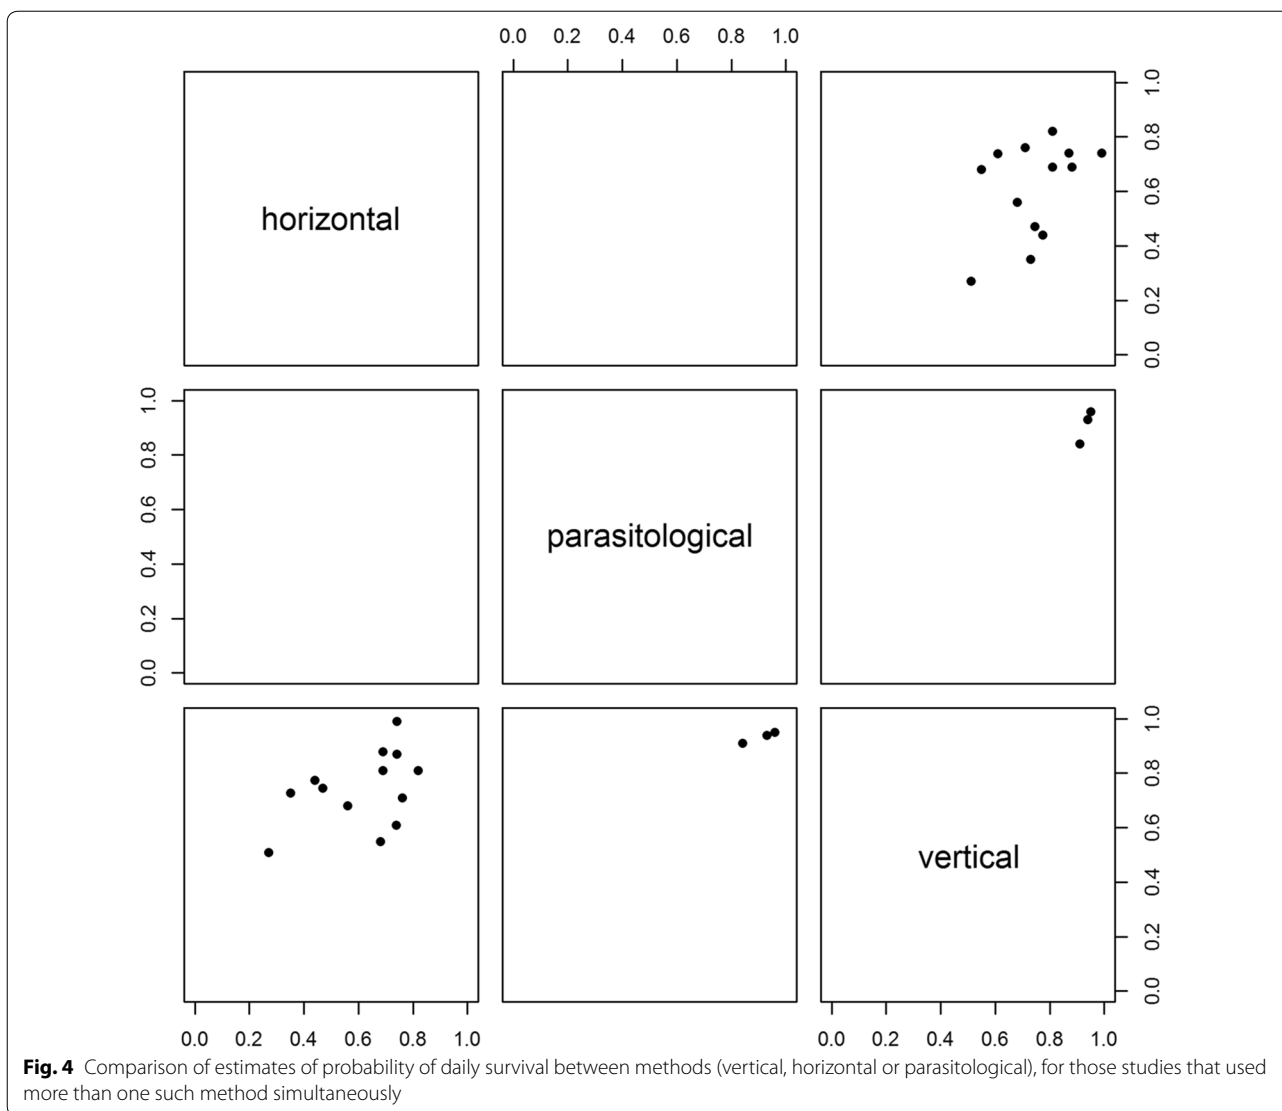 0.0 0.2 0.4 0.6 0.8 1.0
horizontal
0.0 0.2 0.4 0.6 0.8 1.0
0.0 0.2 0.4 0.6 0.8 1.0
parasitological
vertical
0.0 0.2 0.4 0.6 0.8 1.0
0.0 0.2 0.4 0.6 0.8 1.0
0.0 0.2 0.4 0.6 0.8 1.0
Fig. 4 Comparison of estimates of probability of daily survival between methods (vertical, horizontal or parasitological), for those studies that used
more than one such method simultaneously